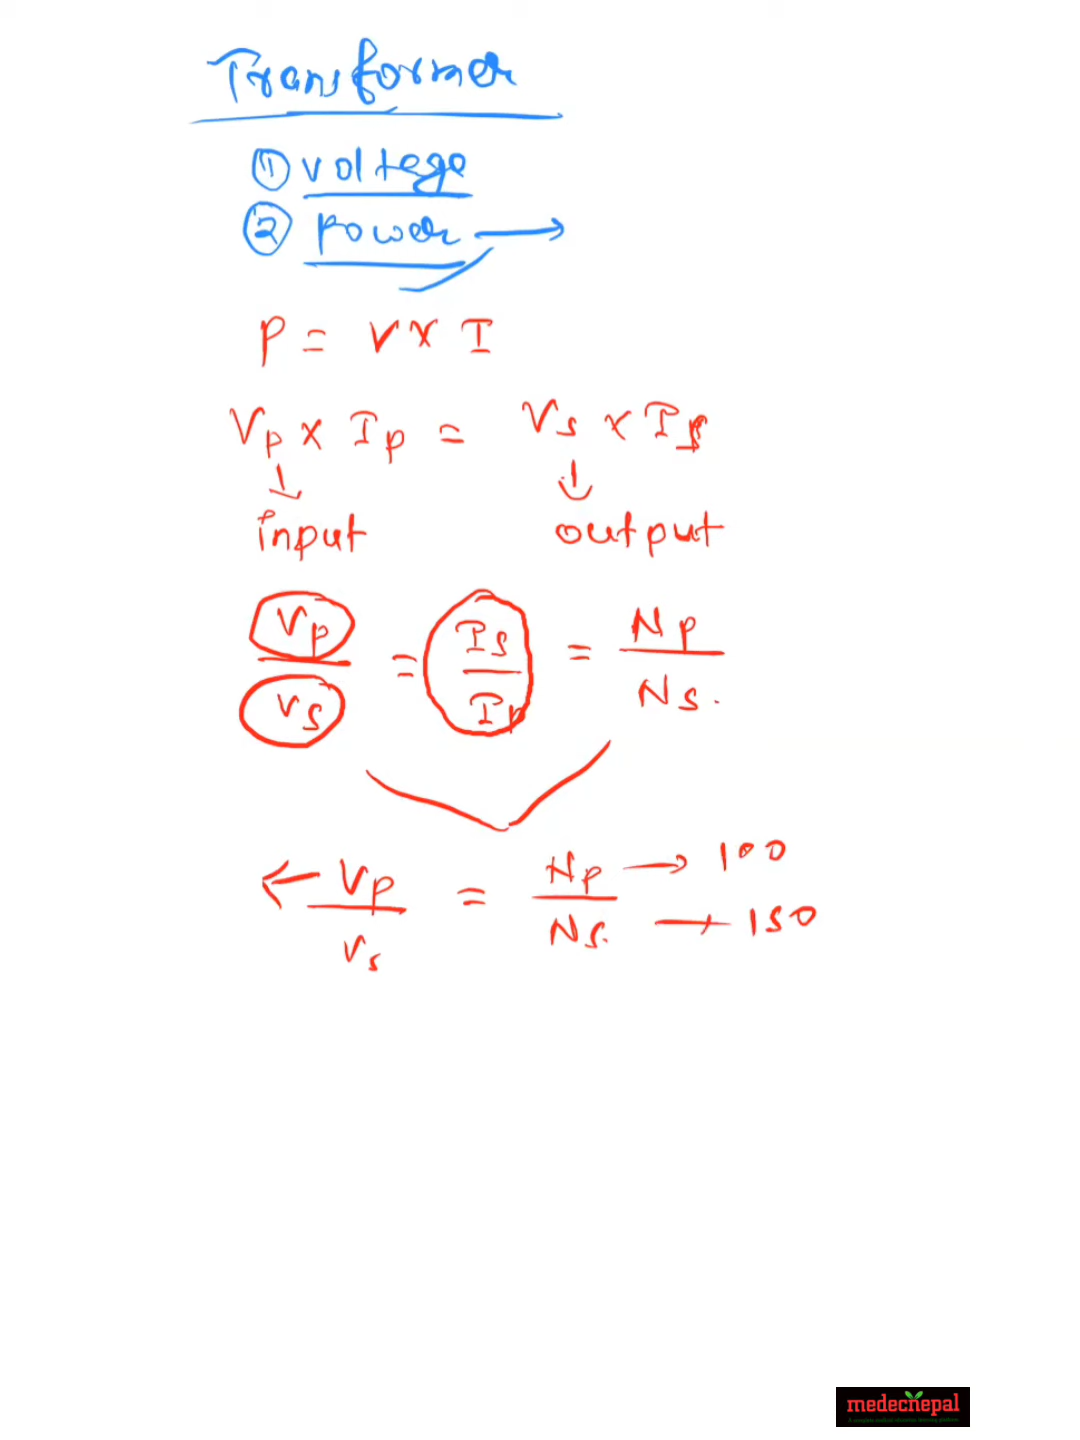 Transformer
① voltage
② power →
P = V × I
Vp × Ip = Vs × Is
↓ ↓
input output
Vp/Vs = Is/Ip = Np/Ns.
← Vp/Vs = Np/Ns. → 100 → 150
medecnepal